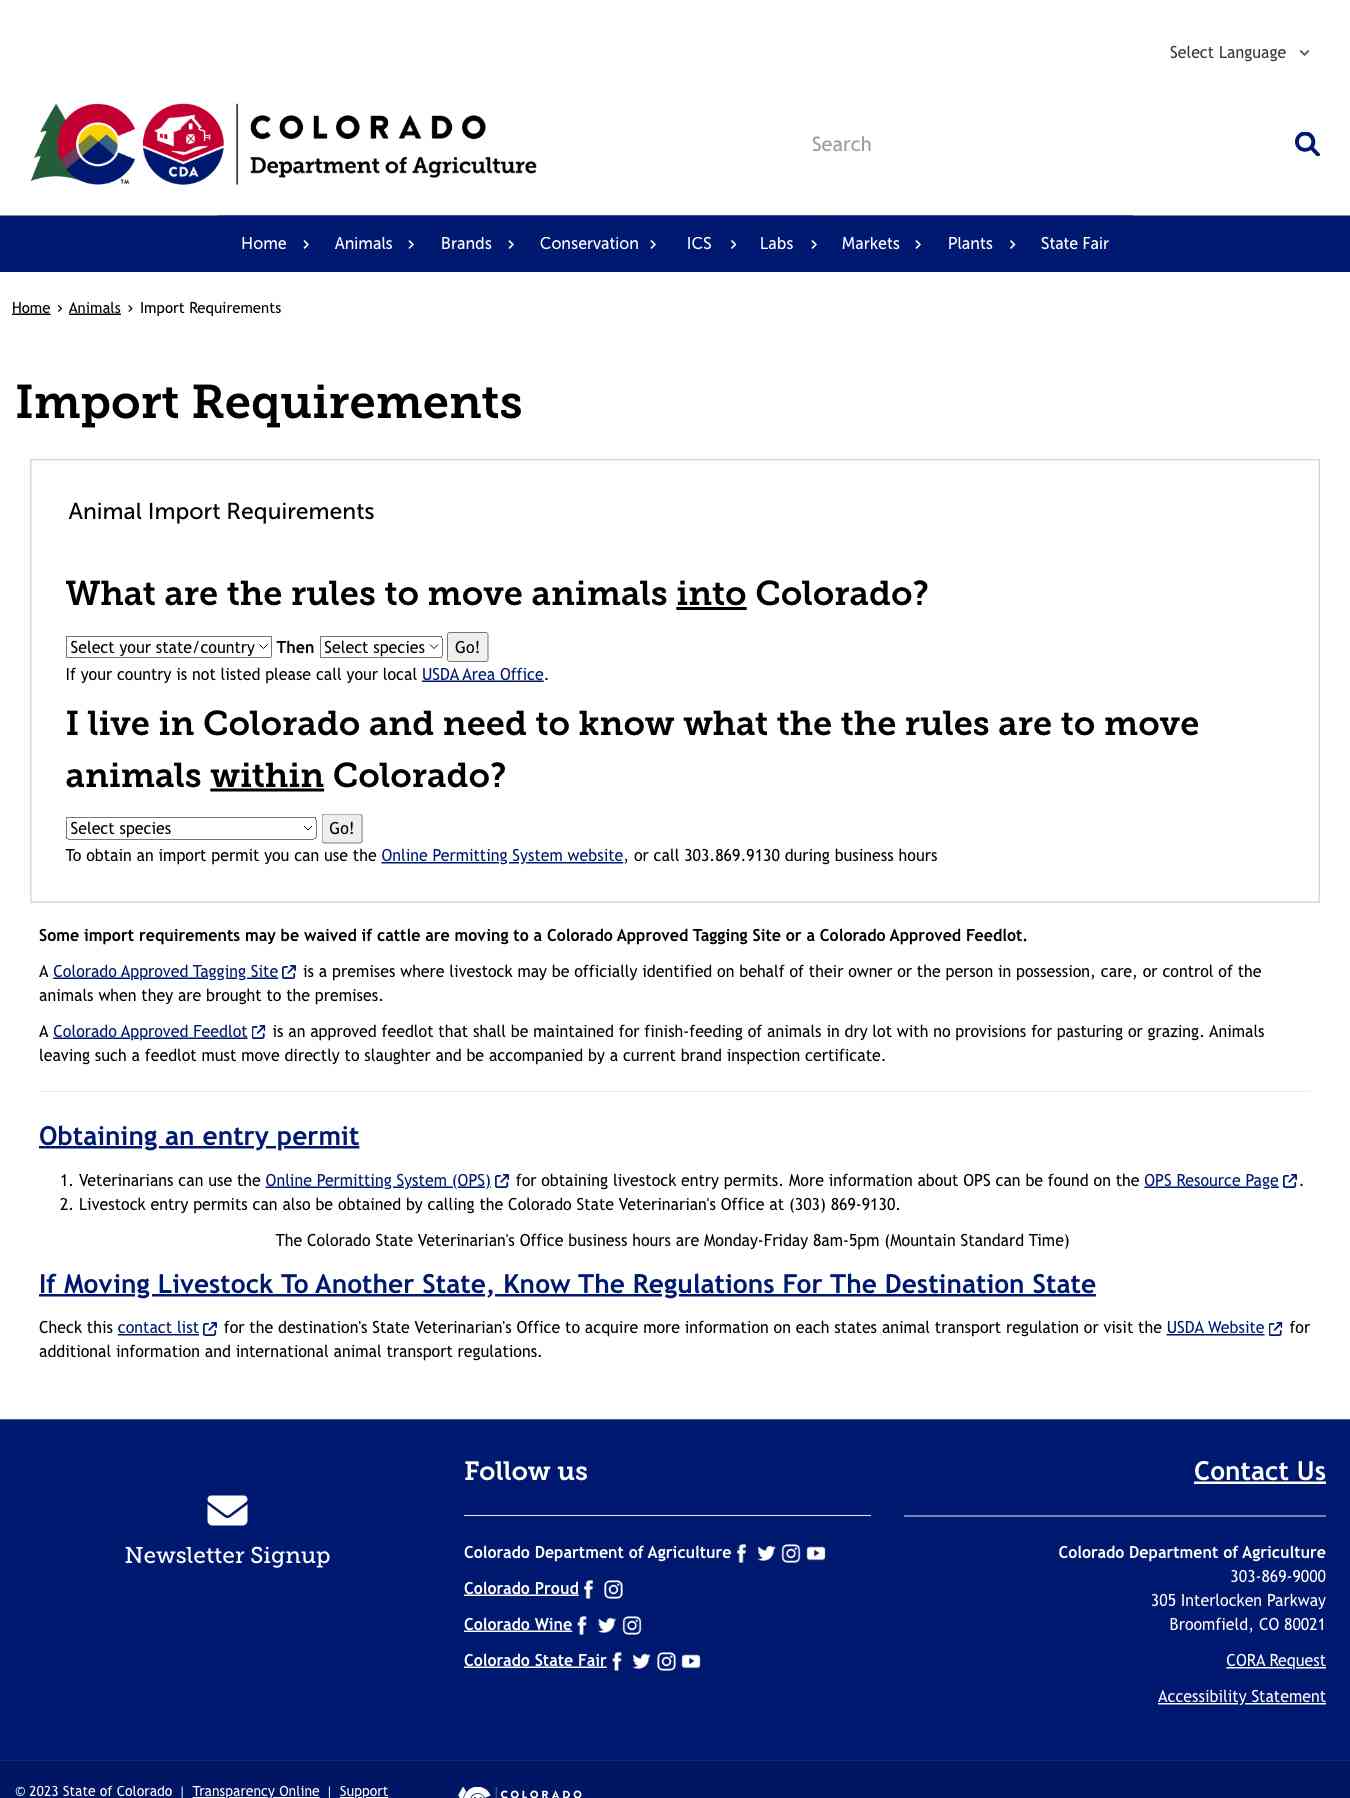 Select Language
COLORADO
Department of Agriculture
CDA
TM
Search
Home
Animals
Brands
Conservation
ICS
Labs
Markets
Plants
State Fair
Home › Animals › Import Requirements
Import Requirements
Animal Import Requirements
What are the rules to move animals into Colorado?
Select your state/country Then Select species Go!
If your country is not listed please call your local USDA Area Office.
I live in Colorado and need to know what the the rules are to move
animals within Colorado?
Select species Go!
To obtain an import permit you can use the Online Permitting System website, or call 303.869.9130 during business hours
Some import requirements may be waived if cattle are moving to a Colorado Approved Tagging Site or a Colorado Approved Feedlot.
A Colorado Approved Tagging Site is a premises where livestock may be officially identified on behalf of their owner or the person in possession, care, or control of the
animals when they are brought to the premises.
A Colorado Approved Feedlot is an approved feedlot that shall be maintained for finish-feeding of animals in dry lot with no provisions for pasturing or grazing. Animals
leaving such a feedlot must move directly to slaughter and be accompanied by a current brand inspection certificate.
Obtaining an entry permit
1. Veterinarians can use the Online Permitting System (OPS) for obtaining livestock entry permits. More information about OPS can be found on the OPS Resource Page.
2. Livestock entry permits can also be obtained by calling the Colorado State Veterinarian's Office at (303) 869-9130.
The Colorado State Veterinarian's Office business hours are Monday-Friday 8am-5pm (Mountain Standard Time)
If Moving Livestock To Another State, Know The Regulations For The Destination State
Check this contact list for the destination's State Veterinarian's Office to acquire more information on each states animal transport regulation or visit the USDA Website for
additional information and international animal transport regulations.
Newsletter Signup
Follow us
Colorado Department of Agriculture
Colorado Proud
Colorado Wine
Colorado State Fair
Contact Us
Colorado Department of Agriculture
303-869-9000
305 Interlocken Parkway
Broomfield, CO 80021
CORA Request
Accessibility Statement
© 2023 State of Colorado | Transparency Online | Support
COLORADO